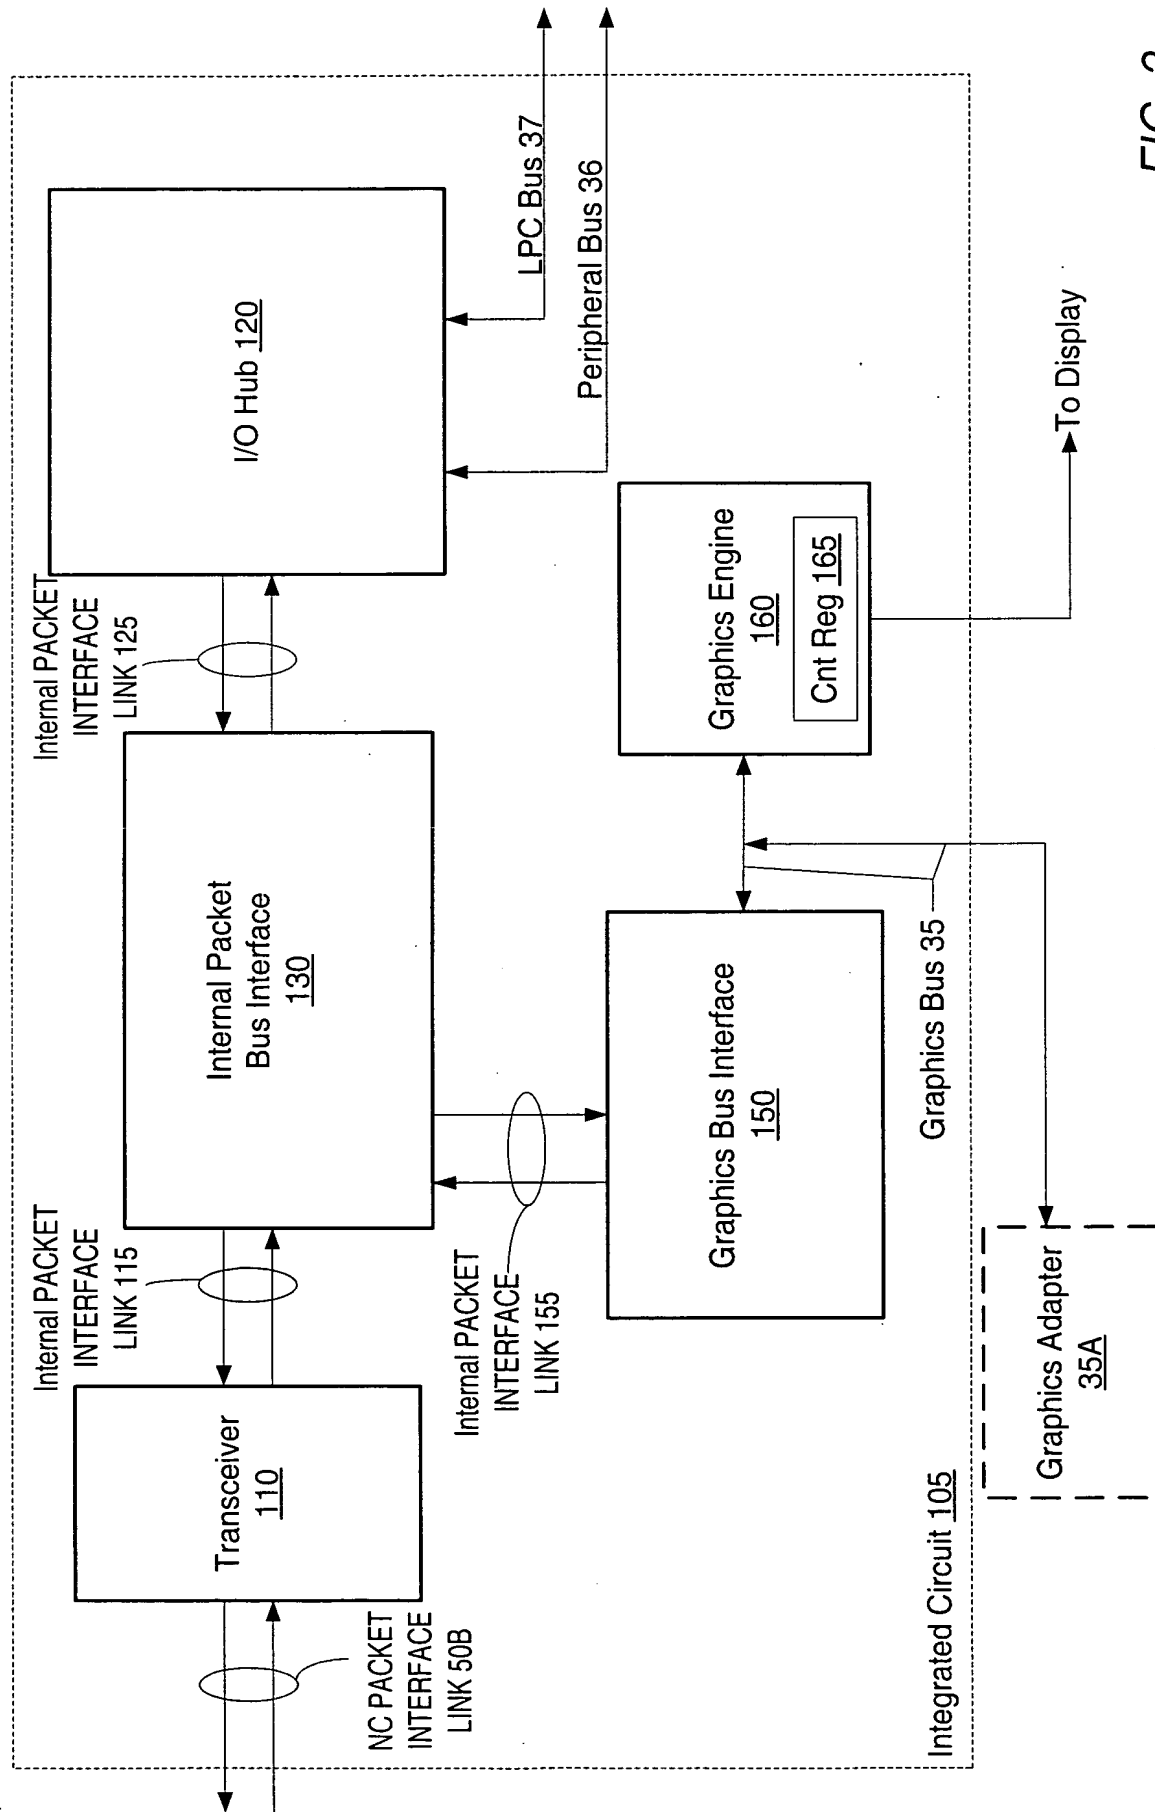 Internal PACKET
INTERFACE
LINK 115
Internal PACKET
INTERFACE
LINK 125
Transceiver
110
Internal Packet
Bus Interface
130
I/O Hub 120
NC PACKET
INTERFACE
LINK 50B
Internal PACKET
INTERFACE
LINK 155
LPC Bus 37
Peripheral Bus 36
Graphics Bus Interface
150
Graphics Engine
160
Cnt Reg 165
Graphics Bus 35
Integrated Circuit 105
Graphics Adapter
35A
To Display
FIG.